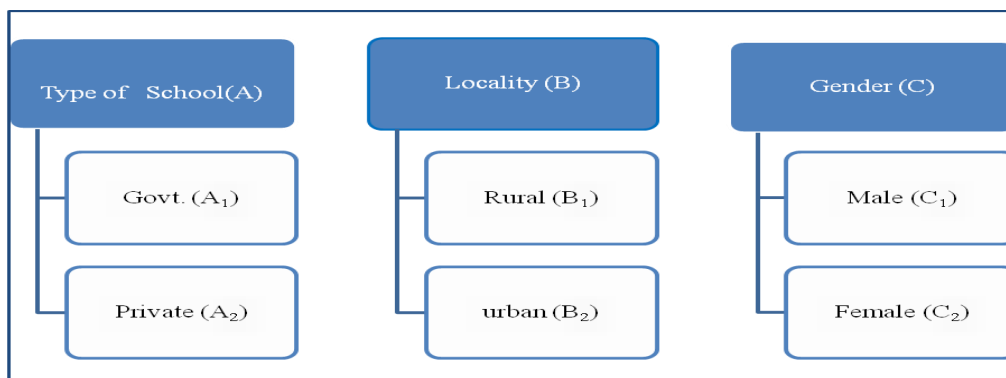 Type of School(A)
Govt. (A₁)
Private (A₂)
Locality (B)
Rural (B₁)
urban (B₂)
Gender (C)
Male (C₁)
Female (C₂)